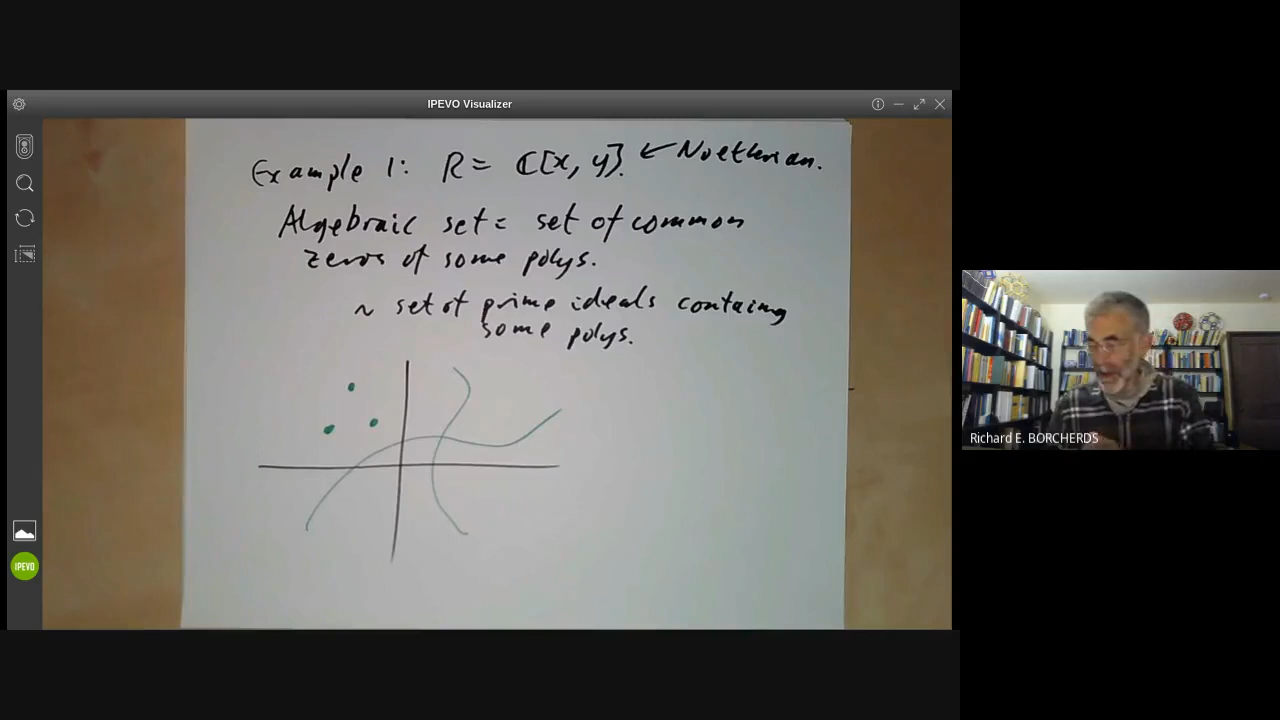 IPEVO Visualizer
Example 1: R = ℂ[x, y]. ← Noetherian.
Algebraic set = set of common
zeros of some polys.
~ set of prime ideals containg
some polys.
Richard E. BORCHERDS
IPEVO